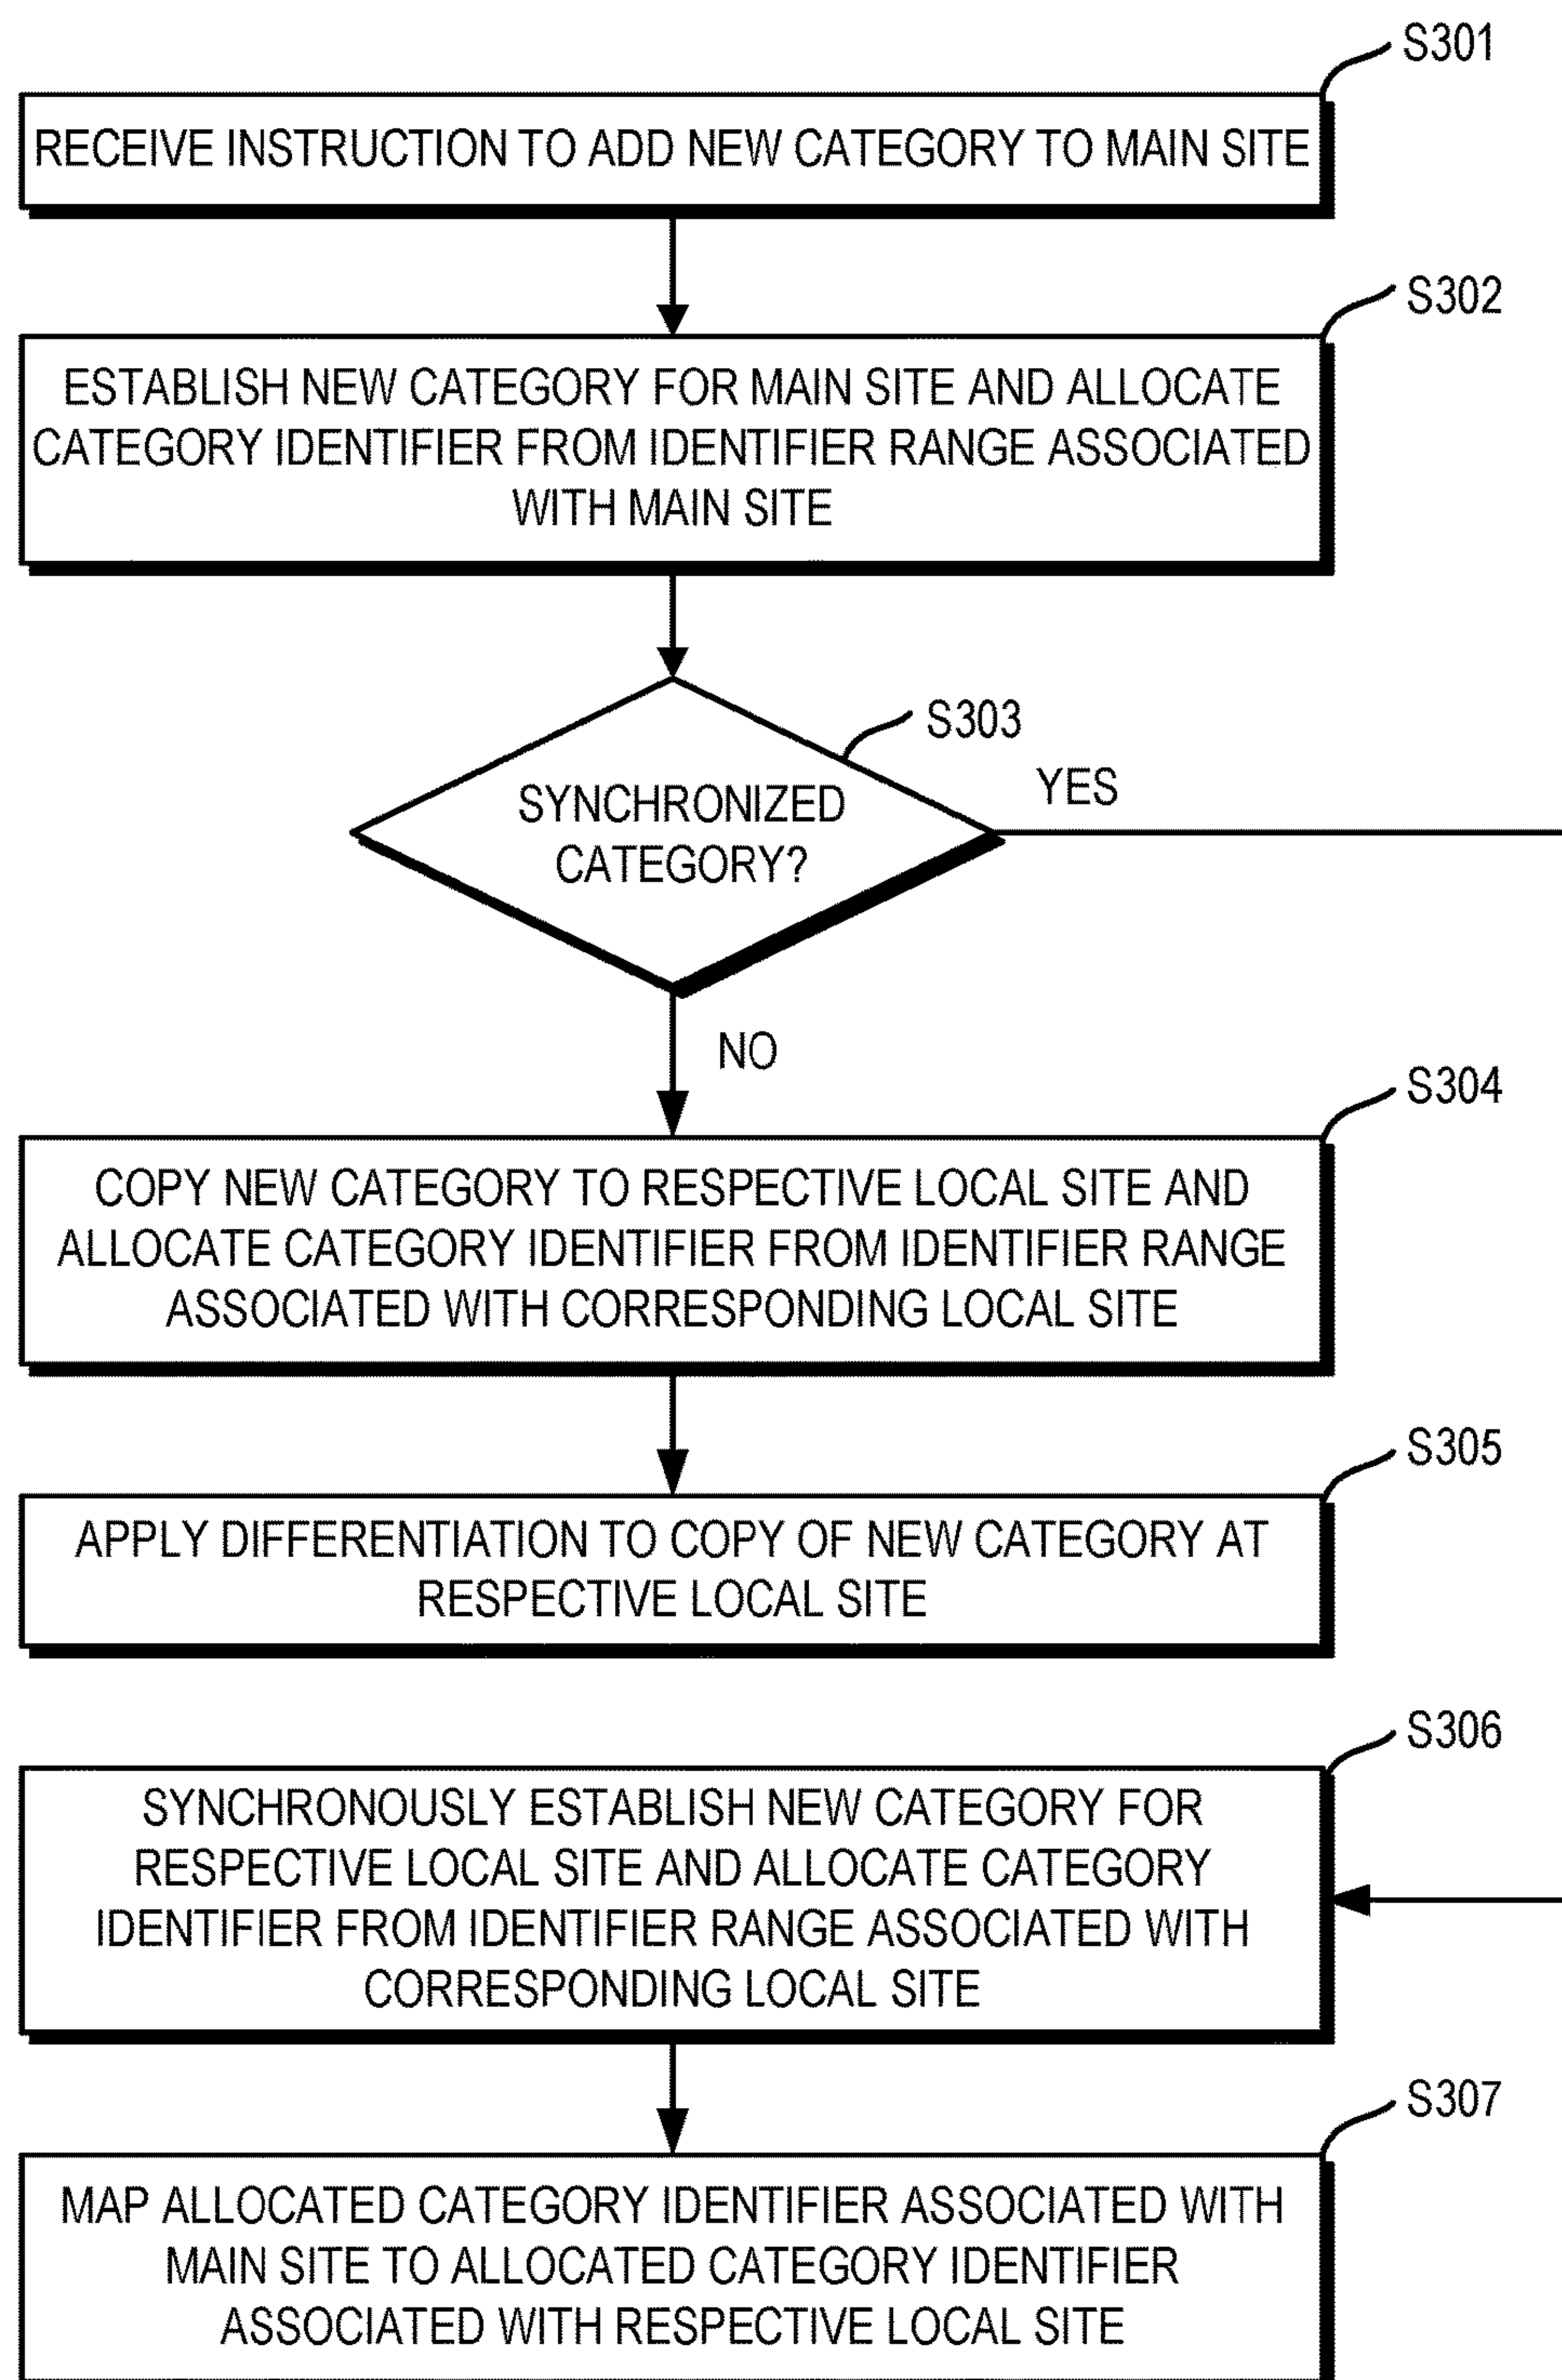 S301
RECEIVE INSTRUCTION TO ADD NEW CATEGORY TO MAIN SITE
S302
ESTABLISH NEW CATEGORY FOR MAIN SITE AND ALLOCATE
CATEGORY IDENTIFIER FROM IDENTIFIER RANGE ASSOCIATED
WITH MAIN SITE
S303
YES
SYNCHRONIZED
CATEGORY?
NO
S304
COPY NEW CATEGORY TO RESPECTIVE LOCAL SITE AND
ALLOCATE CATEGORY IDENTIFIER FROM IDENTIFIER RANGE
ASSOCIATED WITH CORRESPONDING LOCAL SITE
S305
APPLY DIFFERENTIATION TO COPY OF NEW CATEGORY AT
RESPECTIVE LOCAL SITE
S306
SYNCHRONOUSLY ESTABLISH NEW CATEGORY FOR
RESPECTIVE LOCAL SITE AND ALLOCATE CATEGORY
IDENTIFIER FROM IDENTIFIER RANGE ASSOCIATED WITH
CORRESPONDING LOCAL SITE
S307
MAP ALLOCATED CATEGORY IDENTIFIER ASSOCIATED WITH
MAIN SITE TO ALLOCATED CATEGORY IDENTIFIER
ASSOCIATED WITH RESPECTIVE LOCAL SITE